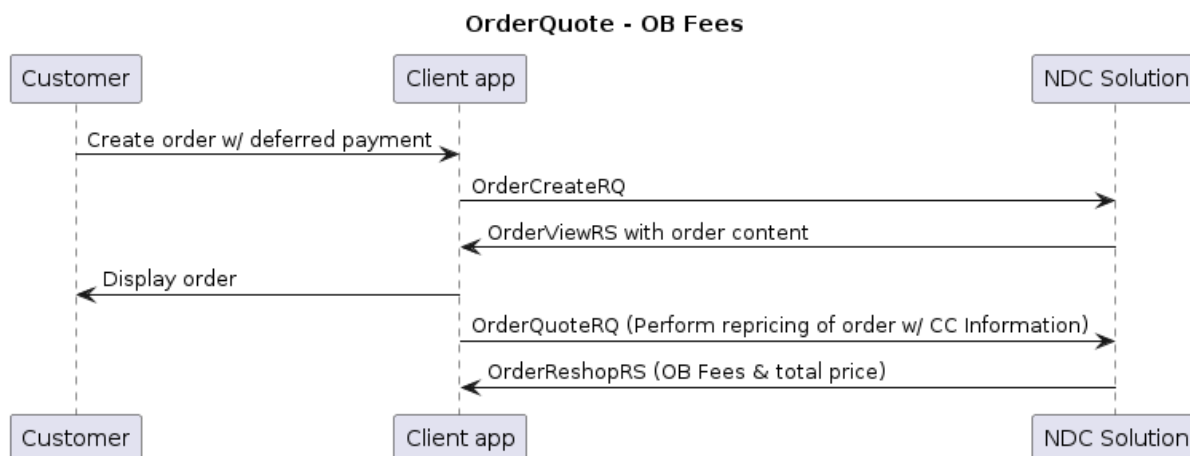 OrderQuote - OB Fees
Customer
Client app
NDC Solution
Create order w/ deferred payment
OrderCreateRQ
OrderViewRS with order content
Display order
OrderQuoteRQ (Perform repricing of order w/ CC Information)
OrderReshopRS (OB Fees & total price)
Customer
Client app
NDC Solution